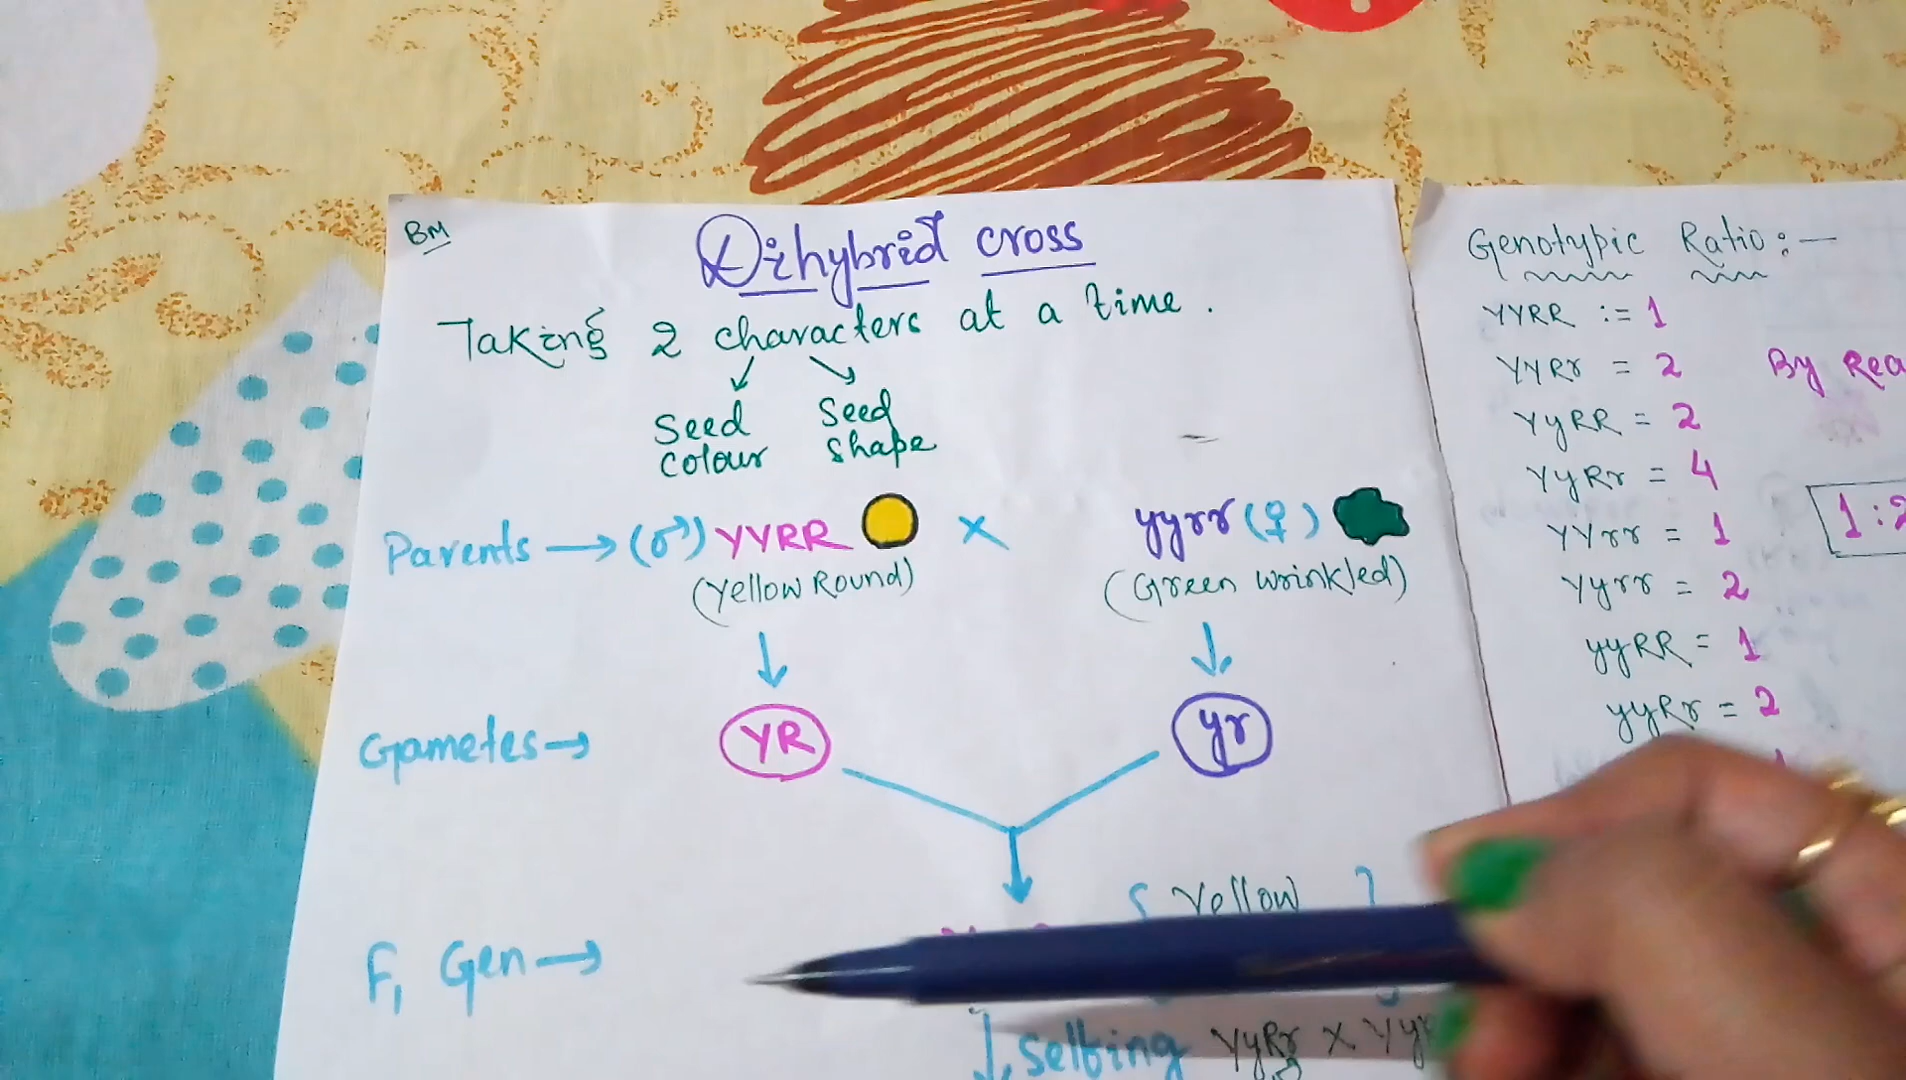 BM
Dihybrid cross
Taking 2 characters at a time.
Seed colour
Seed shape
Parents → (♂) YYRR × yyrr (♀)
(Yellow Round) (Green wrinkled)
Gametes → YR yr
F1 Gen →
{ Yellow }
↓ selfing YyRr × Yy
Genotypic Ratio :—
YYRR := 1
YYRr = 2
By
YyRR = 2
YyRr = 4
1:2
YYrr = 1
Yyrr = 2
yyRR = 1
yyRr = 2